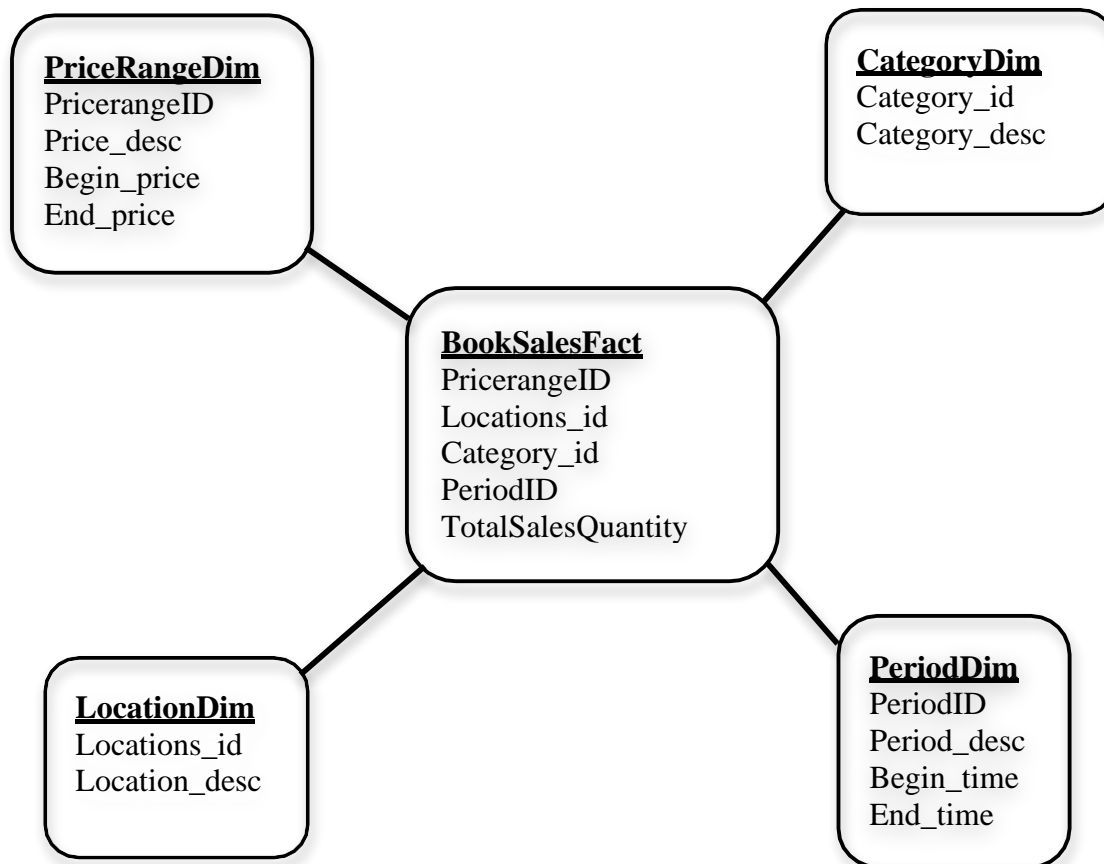 PriceRangeDim
PricerangeID
Price_desc
Begin_price
End_price
CategoryDim
Category_id
Category_desc
BookSalesFact
PricerangeID
Locations_id
Category_id
PeriodID
TotalSalesQuantity
LocationDim
Locations_id
Location_desc
PeriodDim
PeriodID
Period_desc
Begin_time
End_time